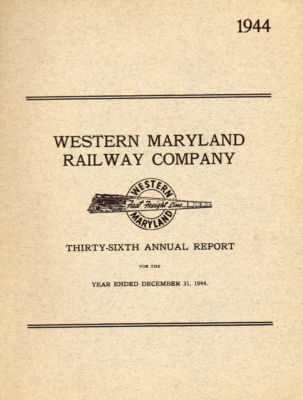 1944
WESTERN MARYLAND
RAILWAY COMPANY
WESTERN
Fast Freight Line
MARYLAND
THIRTY-SIXTH ANNUAL REPORT
FOR THE
YEAR ENDED DECEMBER 31, 1944.